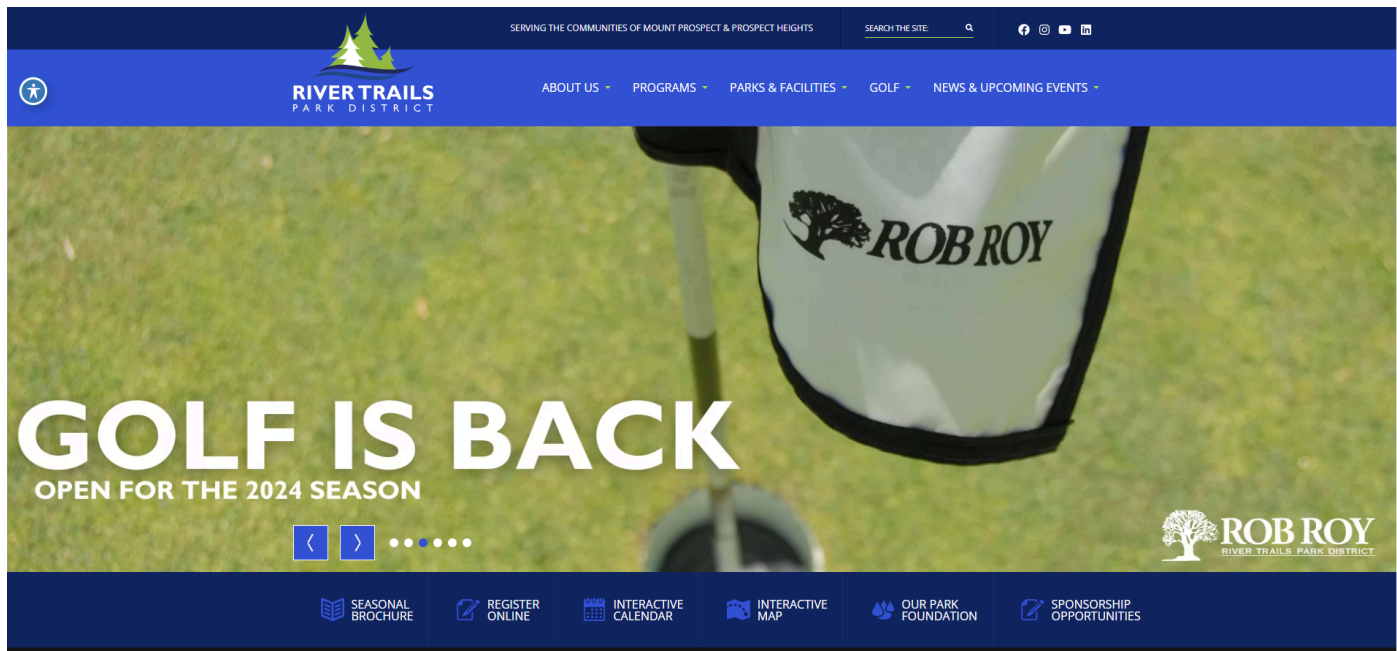 SERVING THE COMMUNITIES OF MOUNT PROSPECT & PROSPECT HEIGHTS
SEARCH THE SITE:
RIVER TRAILS
PARK DISTRICT
ABOUT US
PROGRAMS
PARKS & FACILITIES
GOLF
NEWS & UPCOMING EVENTS
ROB ROY
GOLF IS BACK
OPEN FOR THE 2024 SEASON
ROB ROY
RIVER TRAILS PARK DISTRICT
SEASONAL
BROCHURE
REGISTER
ONLINE
INTERACTIVE
CALENDAR
INTERACTIVE
MAP
OUR PARK
FOUNDATION
SPONSORSHIP
OPPORTUNITIES